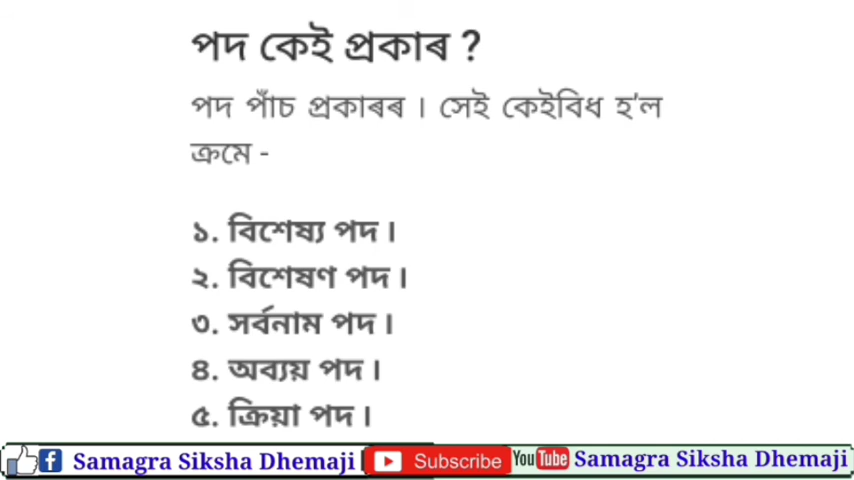 পদ কেই প্ৰকাৰ ?
পদ পাঁচ প্ৰকাৰৰ । সেই কেইবিধ হ'ল
ক্ৰমে -
১. বিশেষ্য পদ ।
২. বিশেষণ পদ ।
৩. সৰ্বনাম পদ ।
৪. অব্যয় পদ ।
৫. ক্ৰিয়া পদ ।
Samagra Siksha Dhemaji Subscribe YouTube Samagra Siksha Dhemaji